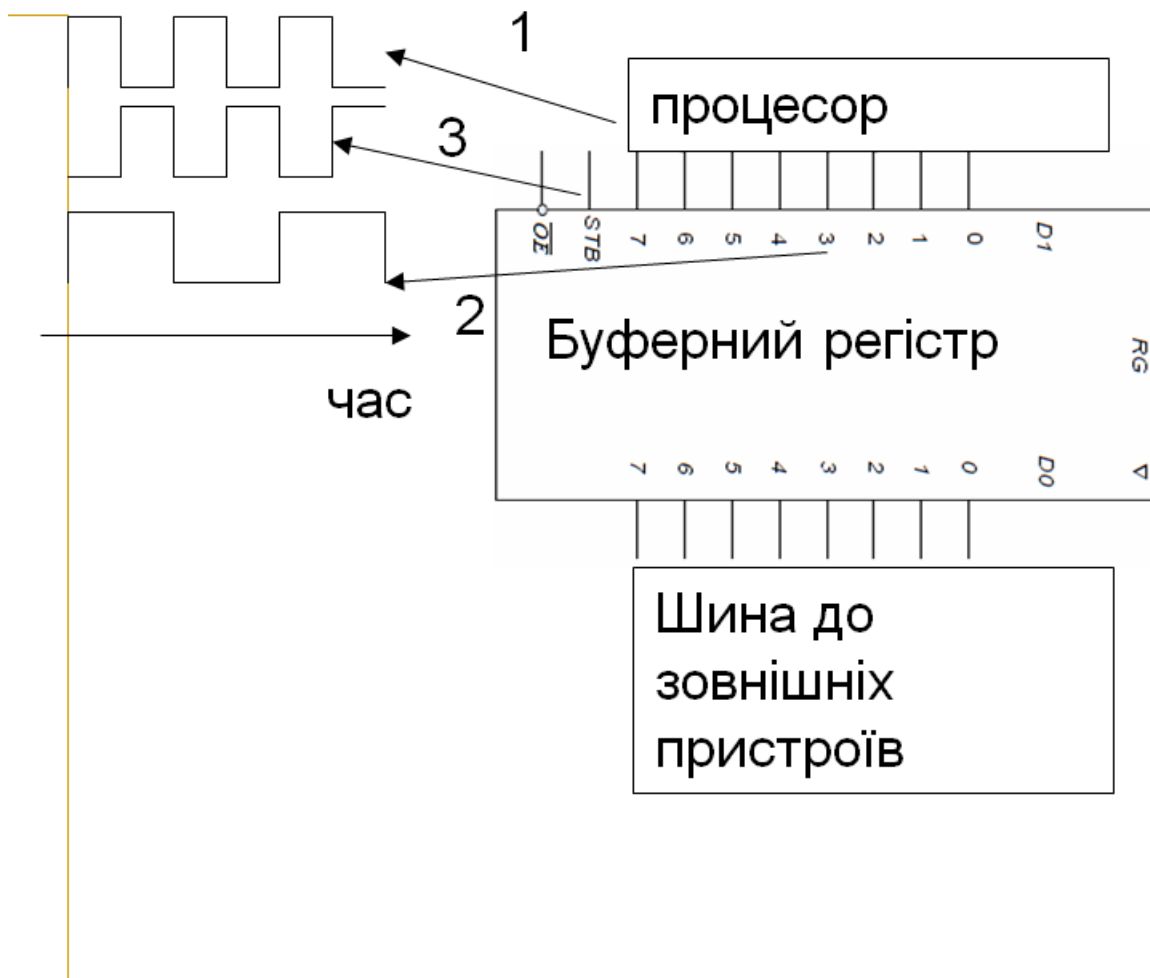 1
процесор
3
OE STB 7 6 5 4 3 2 1 0 D1
2
Буферний регістр
RG
час
7 6 5 4 3 2 1 0 D0
Шина до
зовнішніх
пристроїв